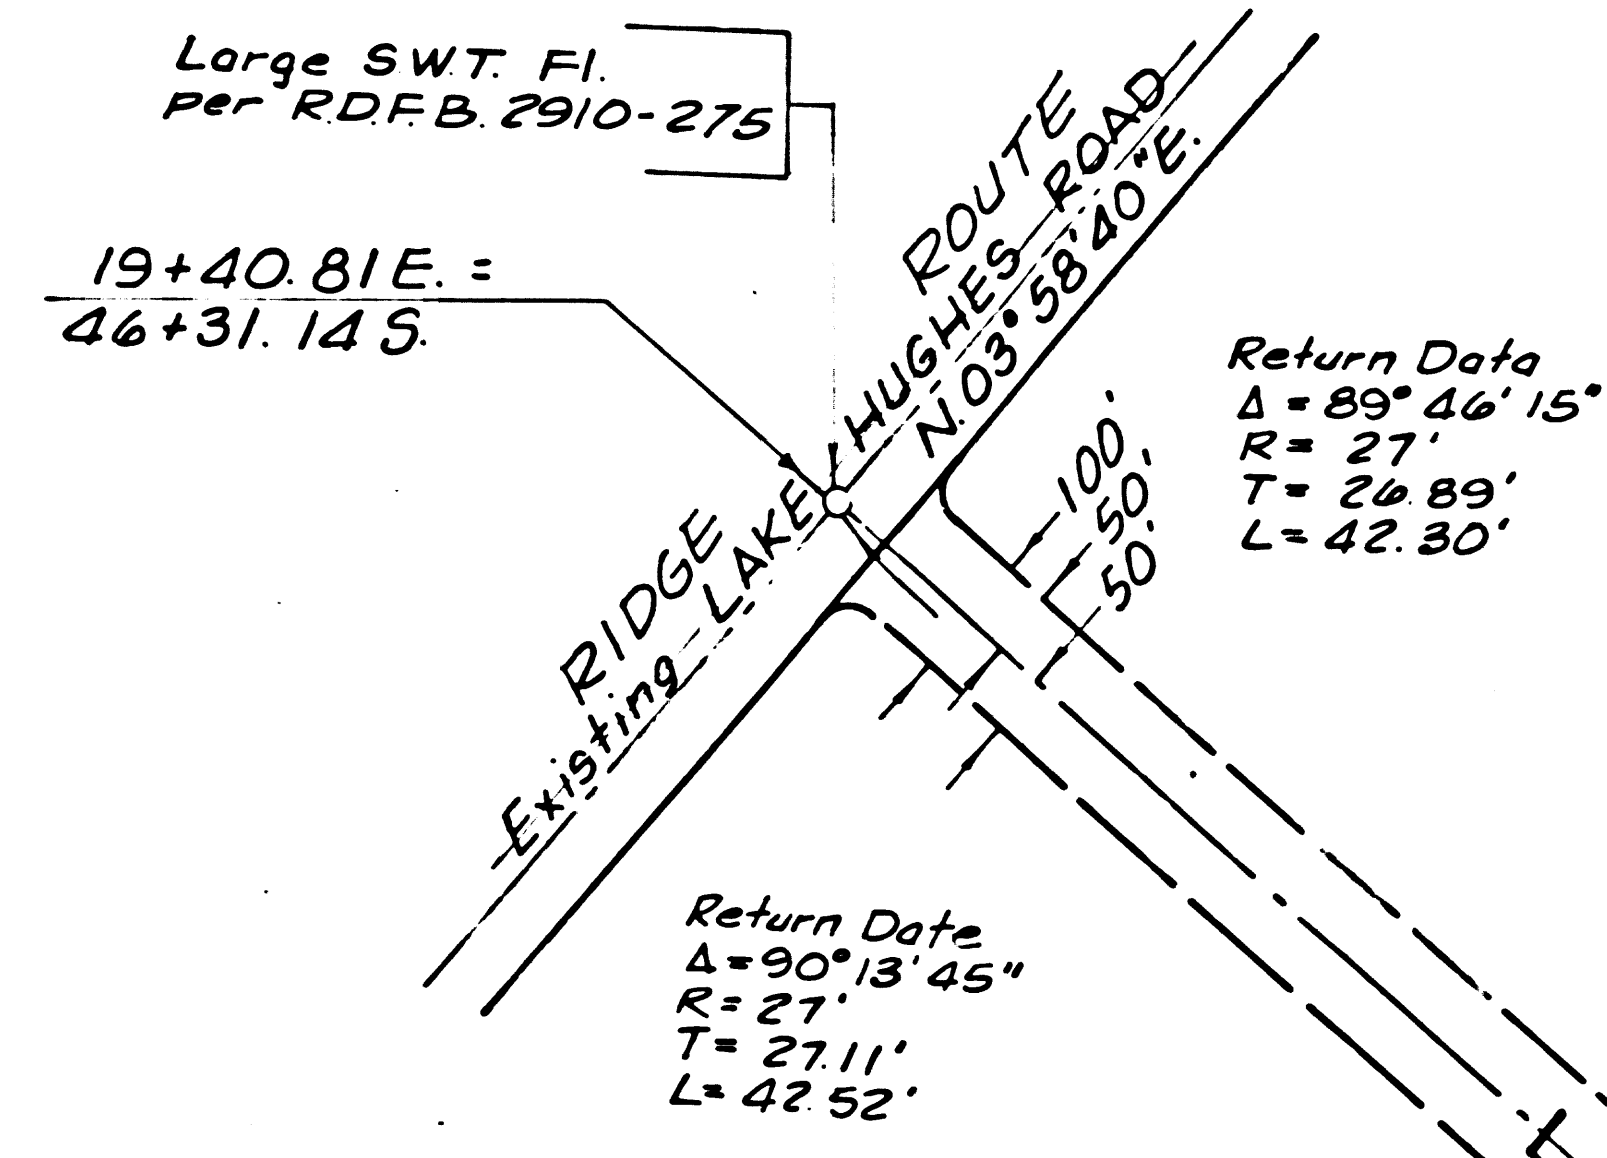 Large S.W.T. Fl.
per R.D.F.B. 2910-275
19+40.81 E. =
46+31.14 S.
RIDGE ROUTE
Existing LAKE HUGHES ROAD
N.03°58'40"E.
100'
50'
50'
Return Data
Δ = 89° 46' 15"
R = 27'
T = 26.89'
L = 42.30'
Return Date
Δ = 90° 13' 45"
R = 27'
T = 27.11'
L = 42.52'